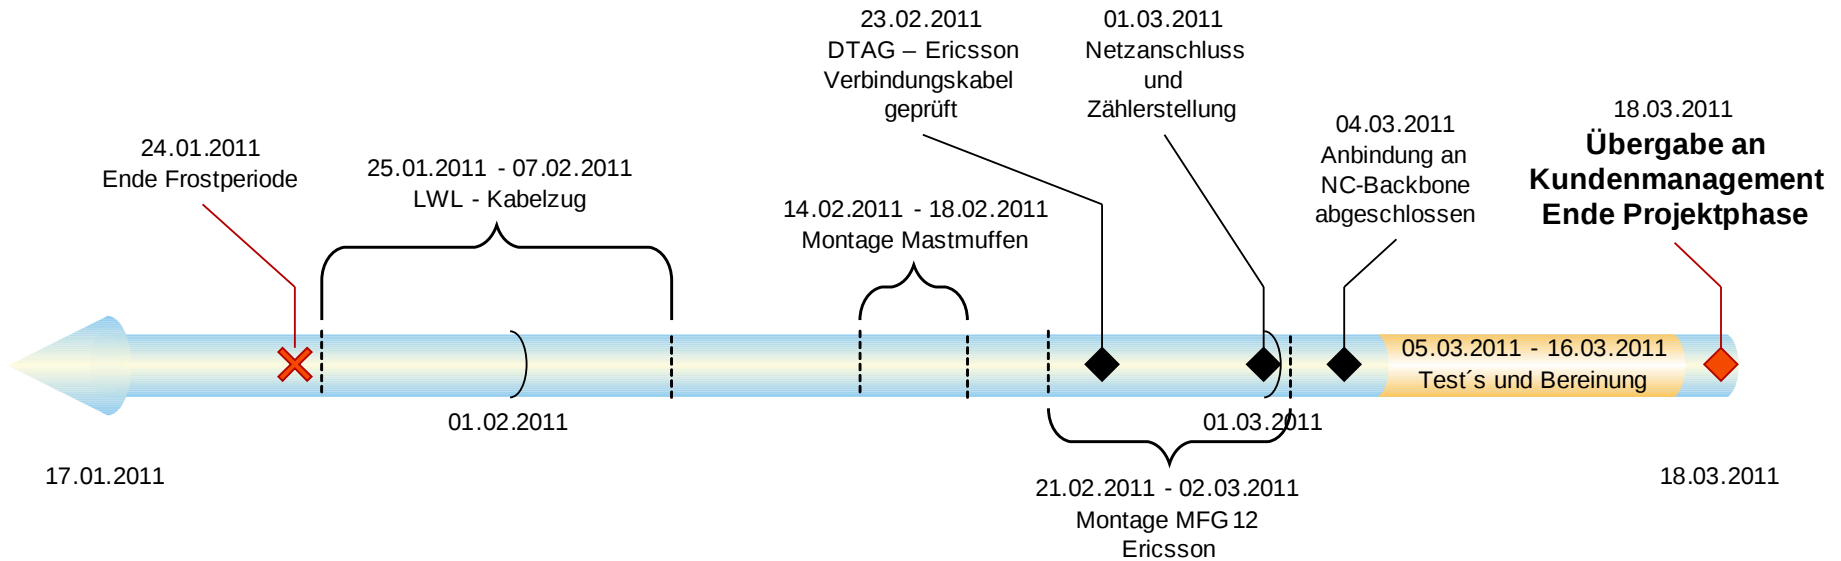 24.01.2011
Ende Frostperiode
25.01.2011 - 07.02.2011
LWL - Kabelzug
14.02.2011 - 18.02.2011
Montage Mastmuffen
23.02.2011
DTAG – Ericsson
Verbindungskabel
geprüft
01.03.2011
Netzanschluss
und
Zählerstellung
04.03.2011
Anbindung an
NC-Backbone
abgeschlossen
18.03.2011
Übergabe an
Kundenmanagement
Ende Projektphase
05.03.2011 - 16.03.2011
Test´s und Bereinung
01.02.2011
01.03.2011
17.01.2011
18.03.2011
21.02.2011 - 02.03.2011
Montage MFG 12
Ericsson